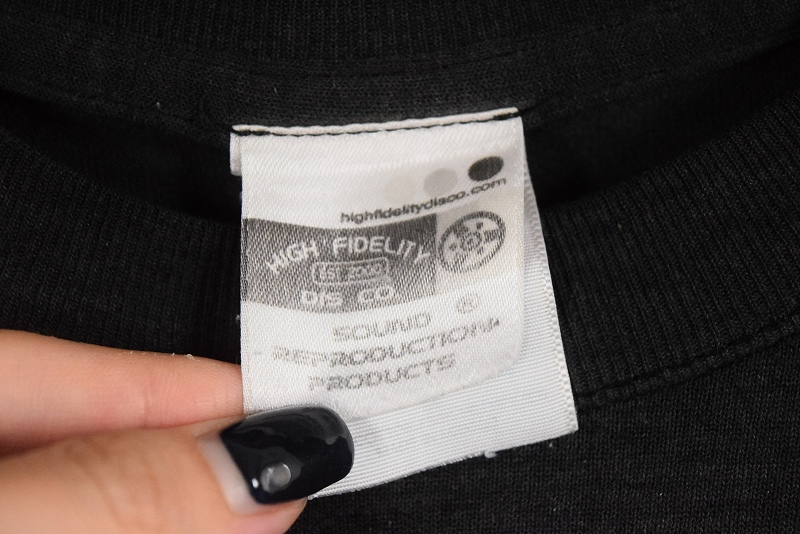 highfidelitydisco.com
HIGH FIDELITY
EST 2000
DIS CO
SOUND ®
REPRODUCTION
PRODUCTS